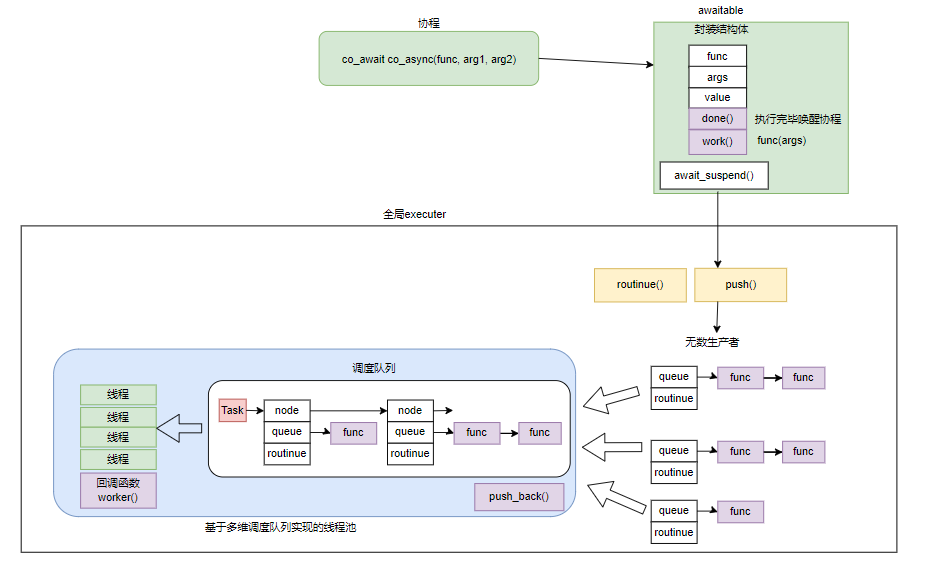 协程
co_await co_async(func, arg1, arg2)
awaitable
封装结构体
func
args
value
done()
执行完毕唤醒协程
work()
func(args)
await_suspend()
全局executer
routinue()
push()
无数生产者
queue
func
func
routinue
queue
func
func
routinue
queue
func
routinue
调度队列
Task
node
node
queue
func
queue
func
func
routinue
routinue
线程
线程
线程
线程
回调函数
worker()
push_back()
基于多维调度队列实现的线程池